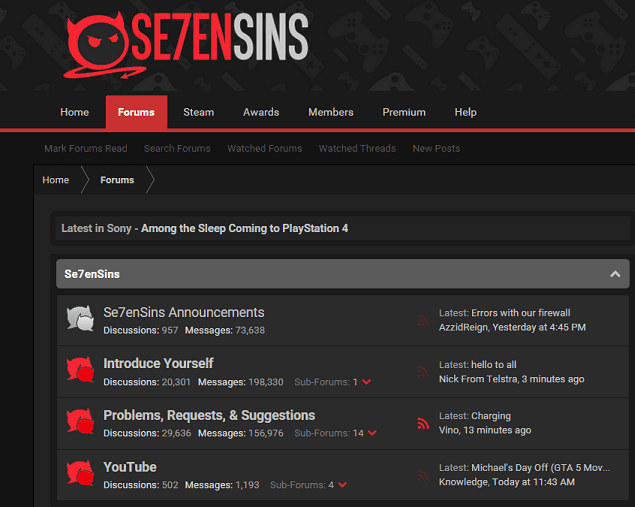 SE7ENSINS
Home Forums Steam Awards Members Premium Help
Mark Forums Read Search Forums Watched Forums Watched Threads New Posts
Home Forums
Latest in Sony - Among the Sleep Coming to PlayStation 4
Se7enSins
Se7enSins Announcements
Discussions: 957 Messages: 73,638
Latest: Errors with our firewall
AzzidReign, Yesterday at 4:45 PM
Introduce Yourself
Discussions: 20,301 Messages: 198,330 Sub-Forums: 1
Latest: hello to all
Nick From Telstra, 3 minutes ago
Problems, Requests, & Suggestions
Discussions: 29,636 Messages: 156,976 Sub-Forums: 14
Latest: Charging
Vino, 13 minutes ago
YouTube
Discussions: 502 Messages: 1,193 Sub-Forums: 4
Latest: Michael's Day Off (GTA 5 Mov...
Knowledge, Today at 11:43 AM